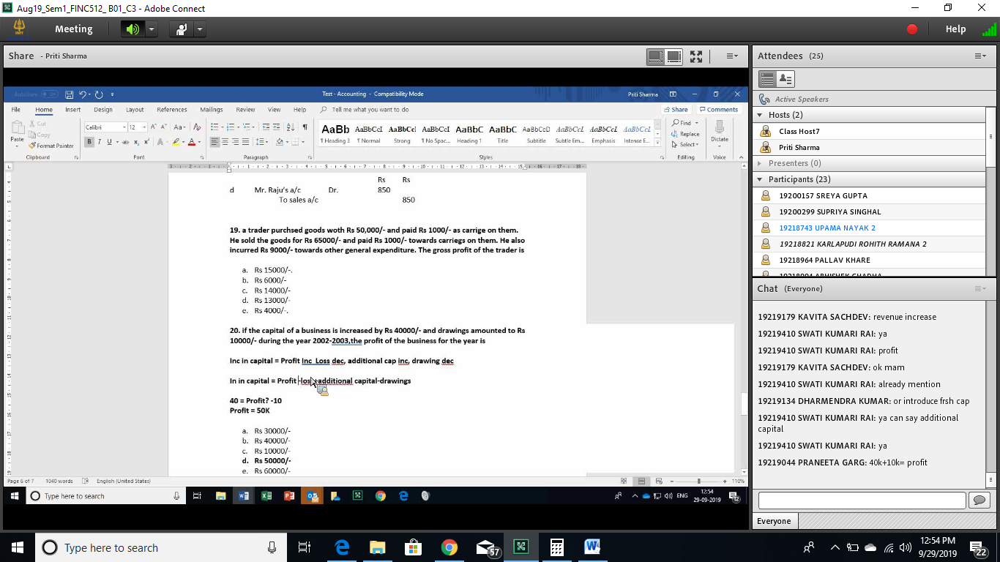 Aug19_Sem1_FINC512_ B01_C3 - Adobe Connect
Meeting
Help
Share - Priti Sharma
AutoSave Off
Test - Accounting - Compatibility Mode
Priti Sharma
File Home Insert Design Layout References Mailings Review View Help Tell me what you want to do
Share Comments
Paste
Cut
Copy
Format Painter
Calibri 12
AaBb AaBbCcI AaBbCcl AaBbCcI AaBbCcI AaBbCcI AaBbCcD AaBbCcL AaBbCcL AaBbCcL
¶ Heading 3 ¶ Normal Strong ¶ No Spac... Heading 1 ¶ Title Subtitle Subtle Em... Emphasis Intense E...
Find
Replace
Select
Dictate
Clipboard Font Paragraph Styles Editing Voice
Rs Rs
d Mr. Raju's a/c Dr. 850
To sales a/c 850
19. a trader purchsed goods woth Rs 50,000/- and paid Rs 1000/- as carrige on them.
He sold the goods for Rs 65000/- and paid Rs 1000/- towards carriegs on them. He also
incurred Rs 9000/- towards other general expenditure. The gross profit of the trader is
a. Rs 15000/-.
b. Rs 6000/-
c. Rs 14000/-
d. Rs 13000/-
e. Rs 4000/-.
20. if the capital of a business is increased by Rs 40000/- and drawings amounted to Rs
10000/- during the year 2002-2003,the profit of the business for the year is
Inc in capital = Profit Inc Loss dec, additional cap inc, drawing dec
In in capital = Profit -loss+additional capital-drawings
40 = Profit? -10
Profit = 50K
a. Rs 30000/-
b. Rs 40000/-
c. Rs 10000/-
d. Rs 50000/-
e. Rs 60000/-
Page 6 of 7 1040 words English (United States)
110%
Type here to search
ENG
12:54
29-09-2019
12
Attendees (25)
Active Speakers
Hosts (2)
Class Host7
Priti Sharma
Presenters (0)
Participants (23)
19200157 SREYA GUPTA
19200299 SUPRIYA SINGHAL
19218743 UPAMA NAYAK 2
19218821 KARLAPUDI ROHITH RAMANA 2
19218964 PALLAV KHARE
Chat (Everyone)
19219179 KAVITA SACHDEV: revenue increase
19219410 SWATI KUMARI RAI: ya
19219410 SWATI KUMARI RAI: profit
19219179 KAVITA SACHDEV: ok mam
19219410 SWATI KUMARI RAI: already mention
19219134 DHARMENDRA KUMAR: or introduce frsh cap
19219410 SWATI KUMARI RAI: ya can say additional
capital
19219410 SWATI KUMARI RAI: ya
19219044 PRANEETA GARG: 40k+10k= profit
Everyone
Type here to search
57
12:54 PM
9/29/2019
22